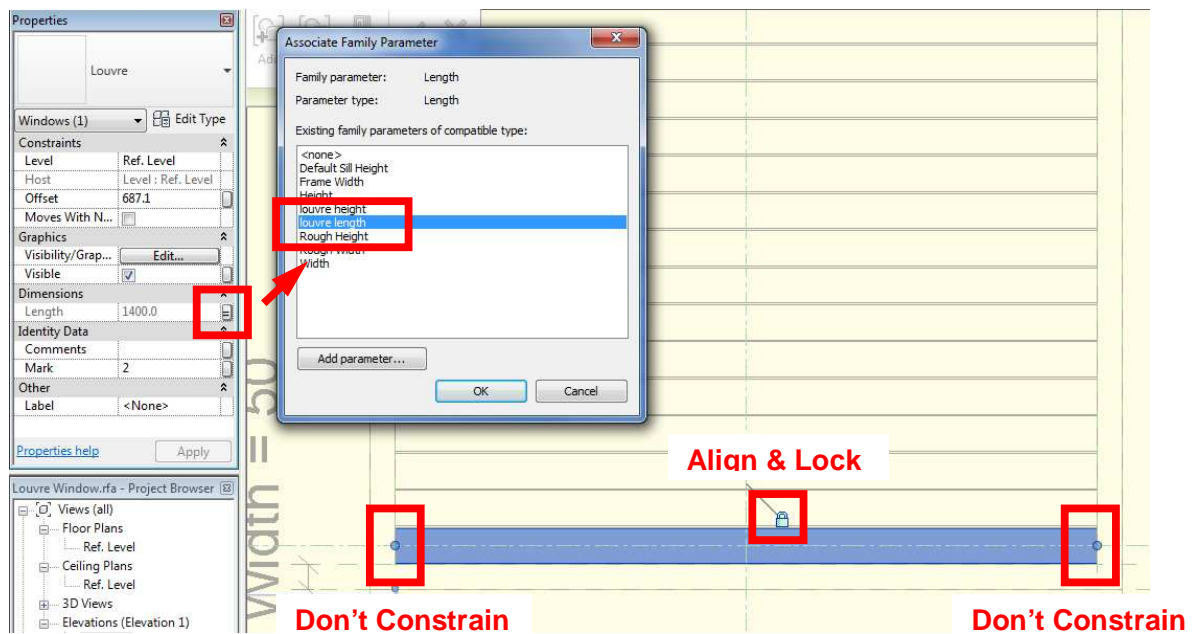 Properties
Louvre
Windows (1)
Edit Type
Constraints
Level Ref. Level
Host Level : Ref. Level
Offset 687.1
Moves With N...
Graphics
Visibility/Grap... Edit...
Visible
Dimensions
Length 1400.0
Identity Data
Comments
Mark 2
Other
Label <None>
Properties help
Apply
Louvre Window.rfa - Project Browser
Views (all)
Floor Plans
Ref. Level
Ceiling Plans
Ref. Level
3D Views
Elevations (Elevation 1)
Associate Family Parameter
Family parameter: Length
Parameter type: Length
Existing family parameters of compatible type:
<none>
Default Sill Height
Frame Width
Height
louvre height
louvre length
Rough Height
Rough Width
Width
Add parameter...
OK
Cancel
Width = 50
Align & Lock
Don't Constrain
Don't Constrain